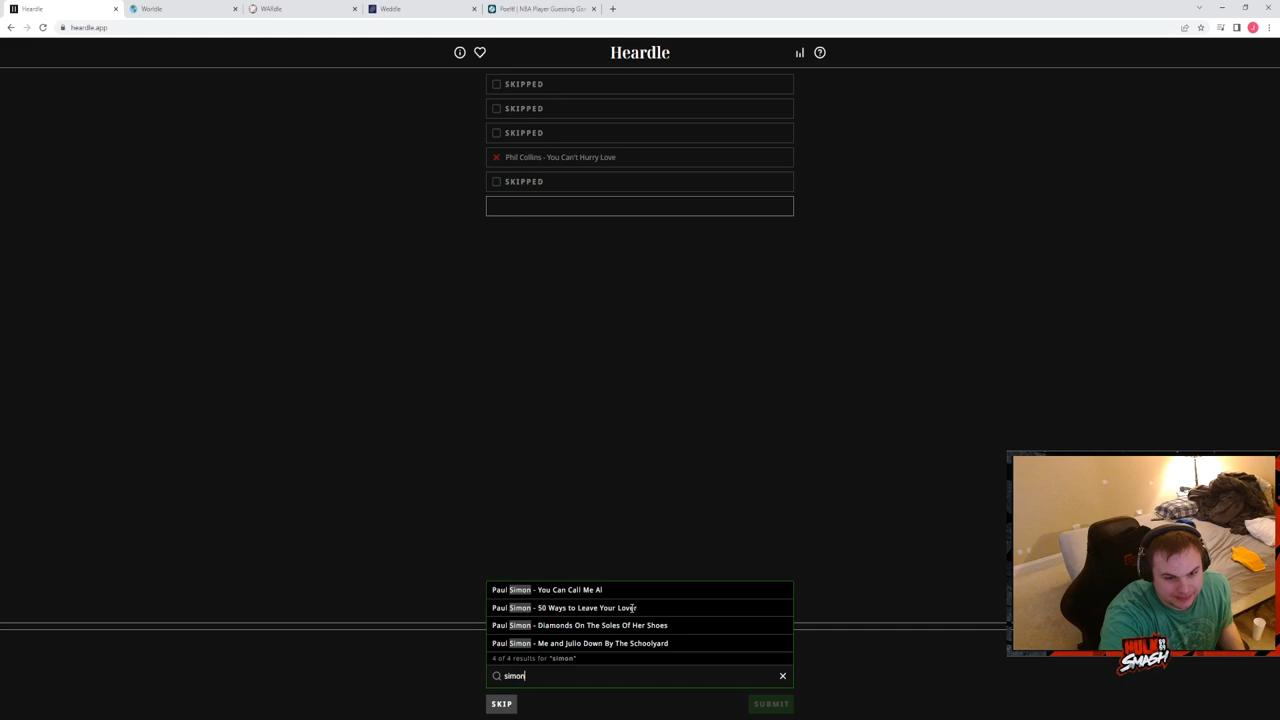 Heardle
Worldle
WARdle
Weddle
Poeltl | NBA Player Guessing Ga
heardle.app
Heardle
SKIPPED
SKIPPED
SKIPPED
Phil Collins - You Can't Hurry Love
SKIPPED
Paul Simon - You Can Call Me Al
Paul Simon - 50 Ways to Leave Your Lover
Paul Simon - Diamonds On The Soles Of Her Shoes
Paul Simon - Me and Julio Down By The Schoolyard
4 of 4 results for "simon"
simon
SKIP
SUBMIT
HULK
SMASH